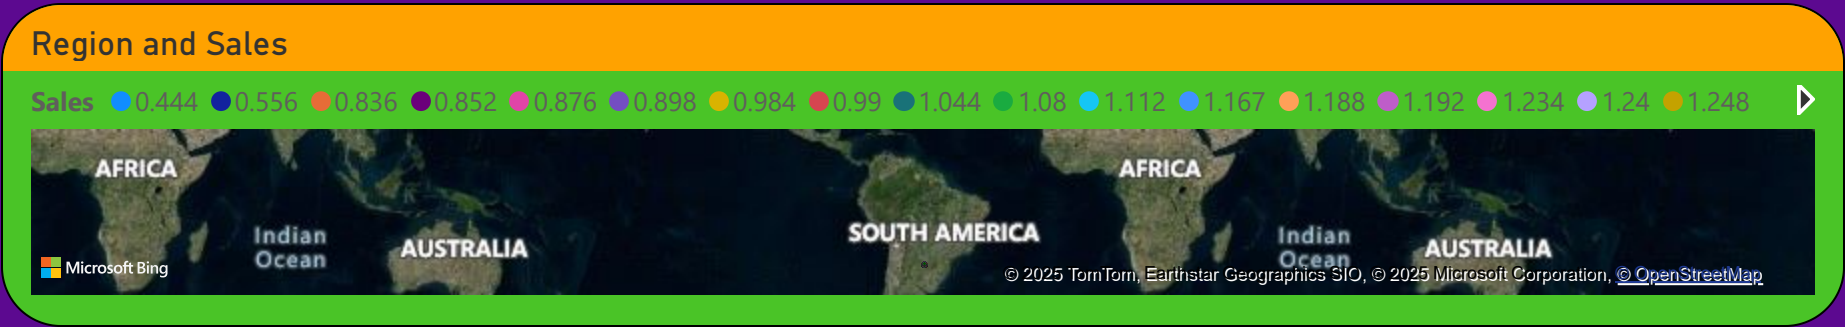 Region and Sales
Sales 0.444 0.556 0.836 0.852 0.876 0.898 0.984 0.99 1.044 1.08 1.112 1.167 1.188 1.192 1.234 1.24 1.248
AFRICA AFRICA
Indian Ocean AUSTRALIA SOUTH AMERICA Indian Ocean AUSTRALIA
Microsoft Bing © 2025 TomTom, Earthstar Geographics SIO, © 2025 Microsoft Corporation, © OpenStreetMap